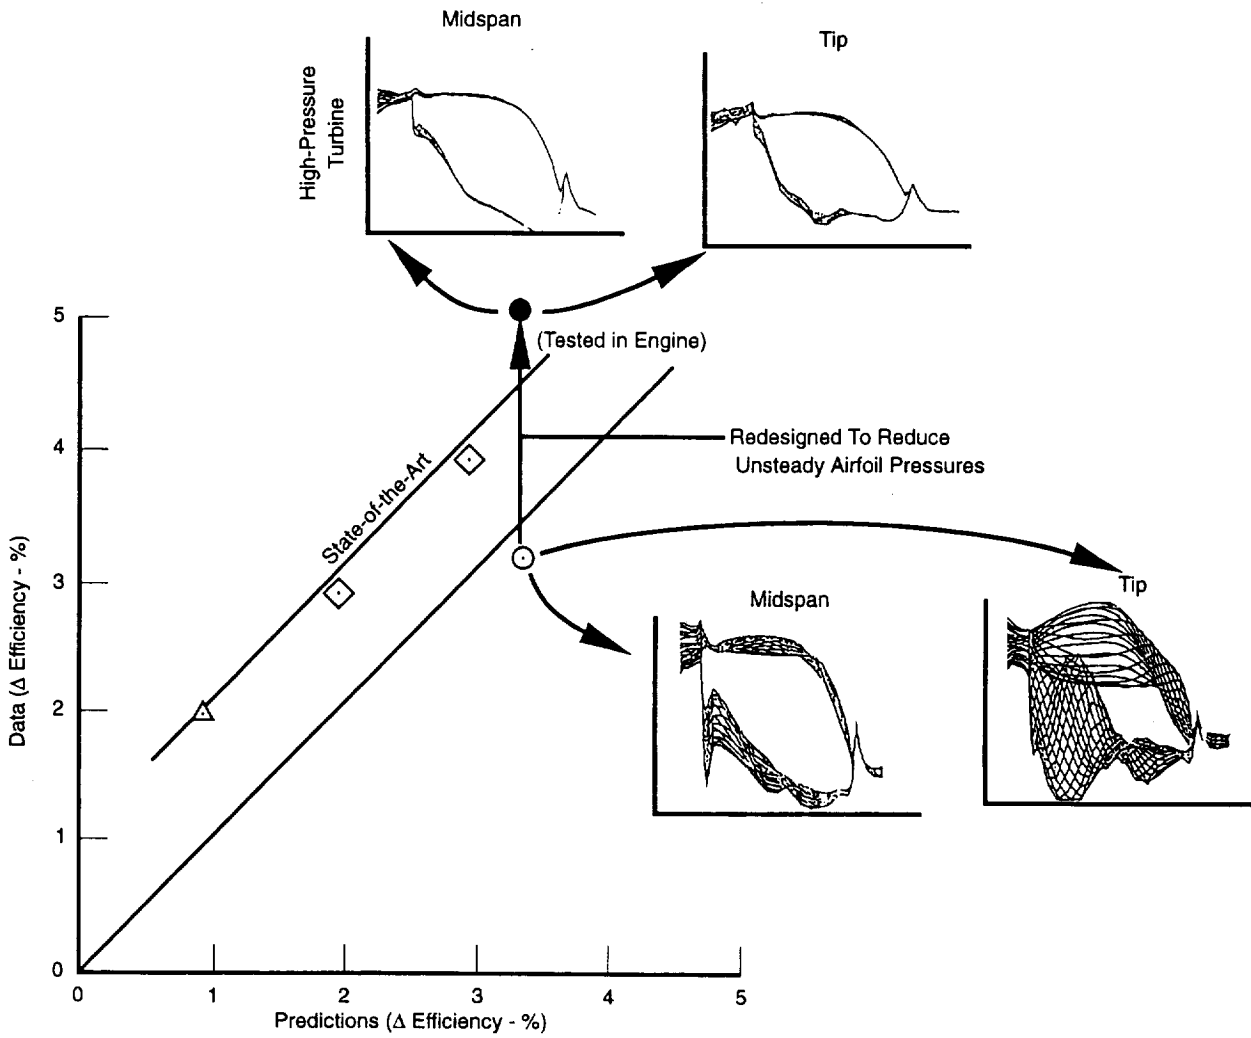 Midspan
Tip
High-Pressure
Turbine
5
(Tested in Engine)
4
Redesigned To Reduce
Unsteady Airfoil Pressures
State-of-the-Art
3
Tip
Midspan
Data (Δ Efficiency - %)
2
1
0
0 1 2 3 4 5
Predictions (Δ Efficiency - %)